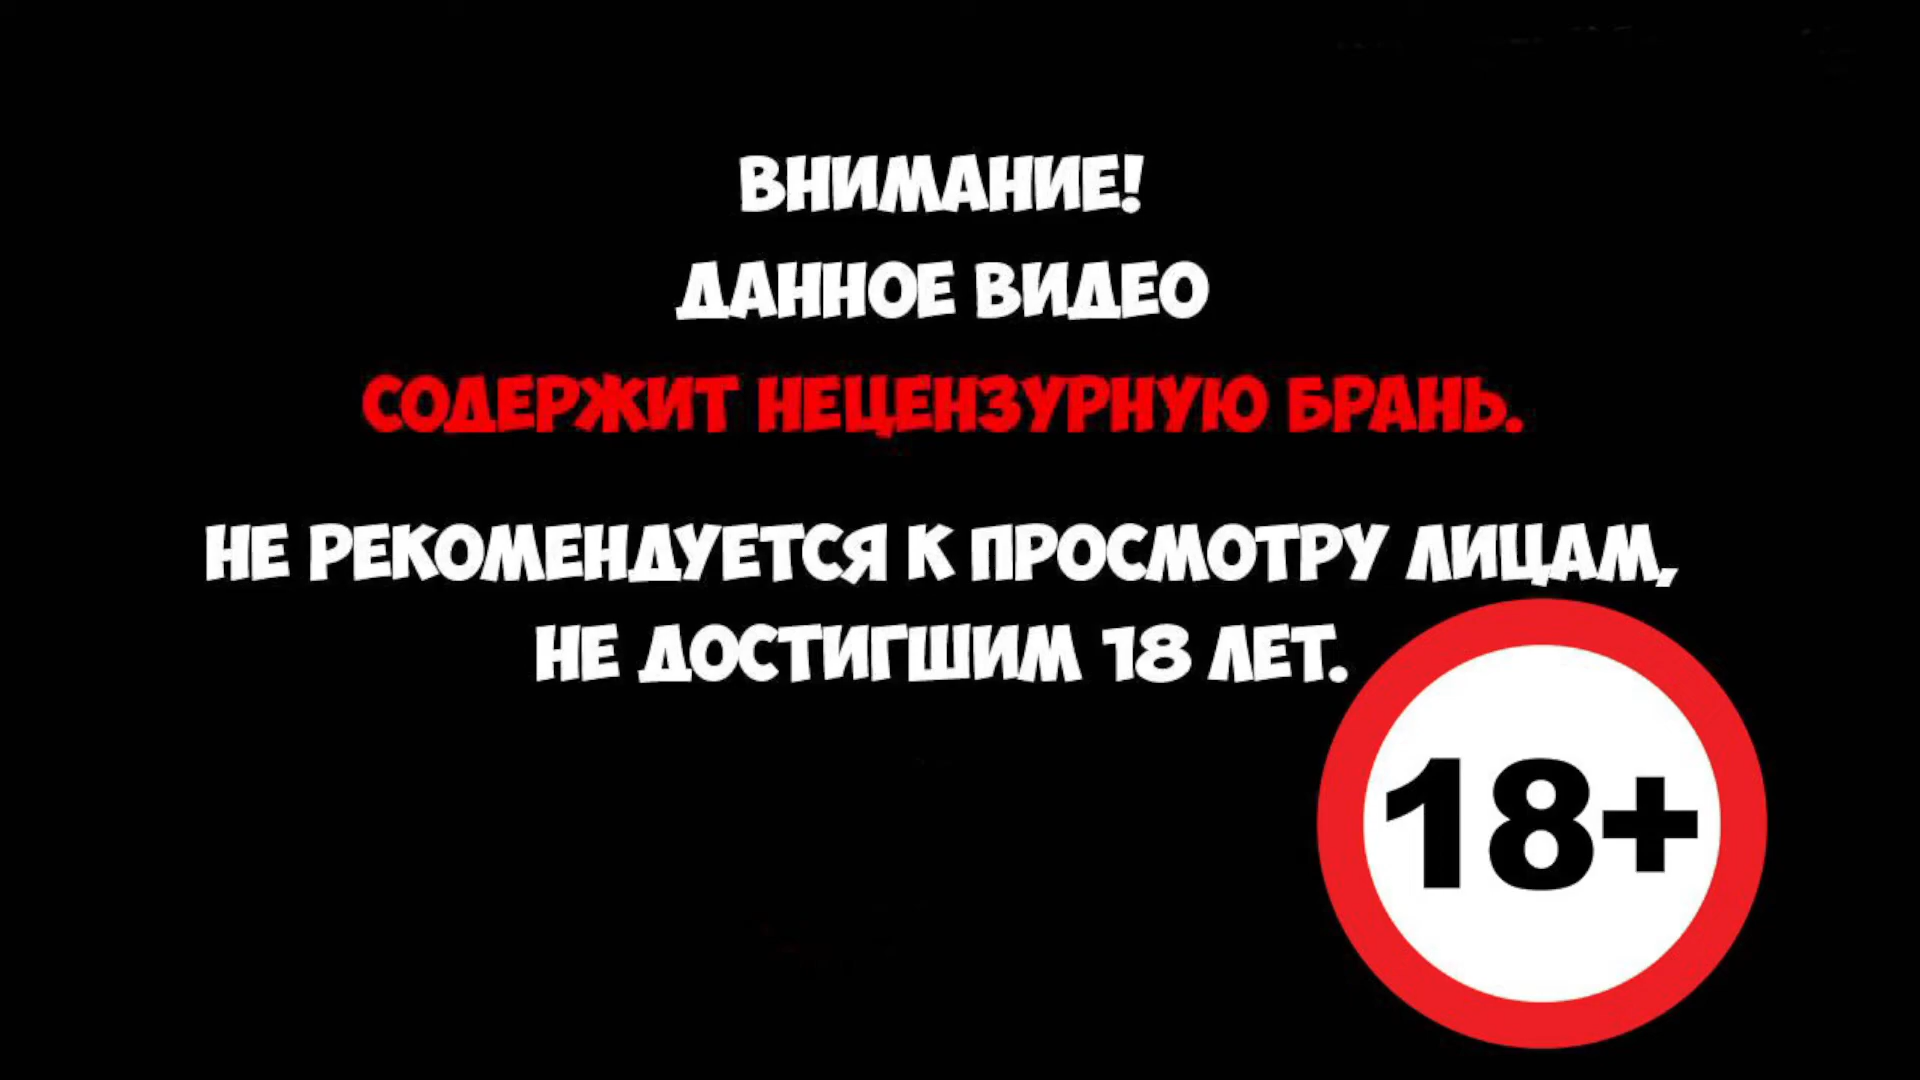 ВНИМАНИЕ!
ДАННОЕ ВИДЕО
СОДЕРЖИТ НЕЦЕНЗУРНУЮ БРАНЬ.
НЕ РЕКОМЕНДУЕТСЯ К ПРОСМОТРУ ЛИЦАМ,
НЕ ДОСТИГШИМ 18 ЛЕТ.
18+